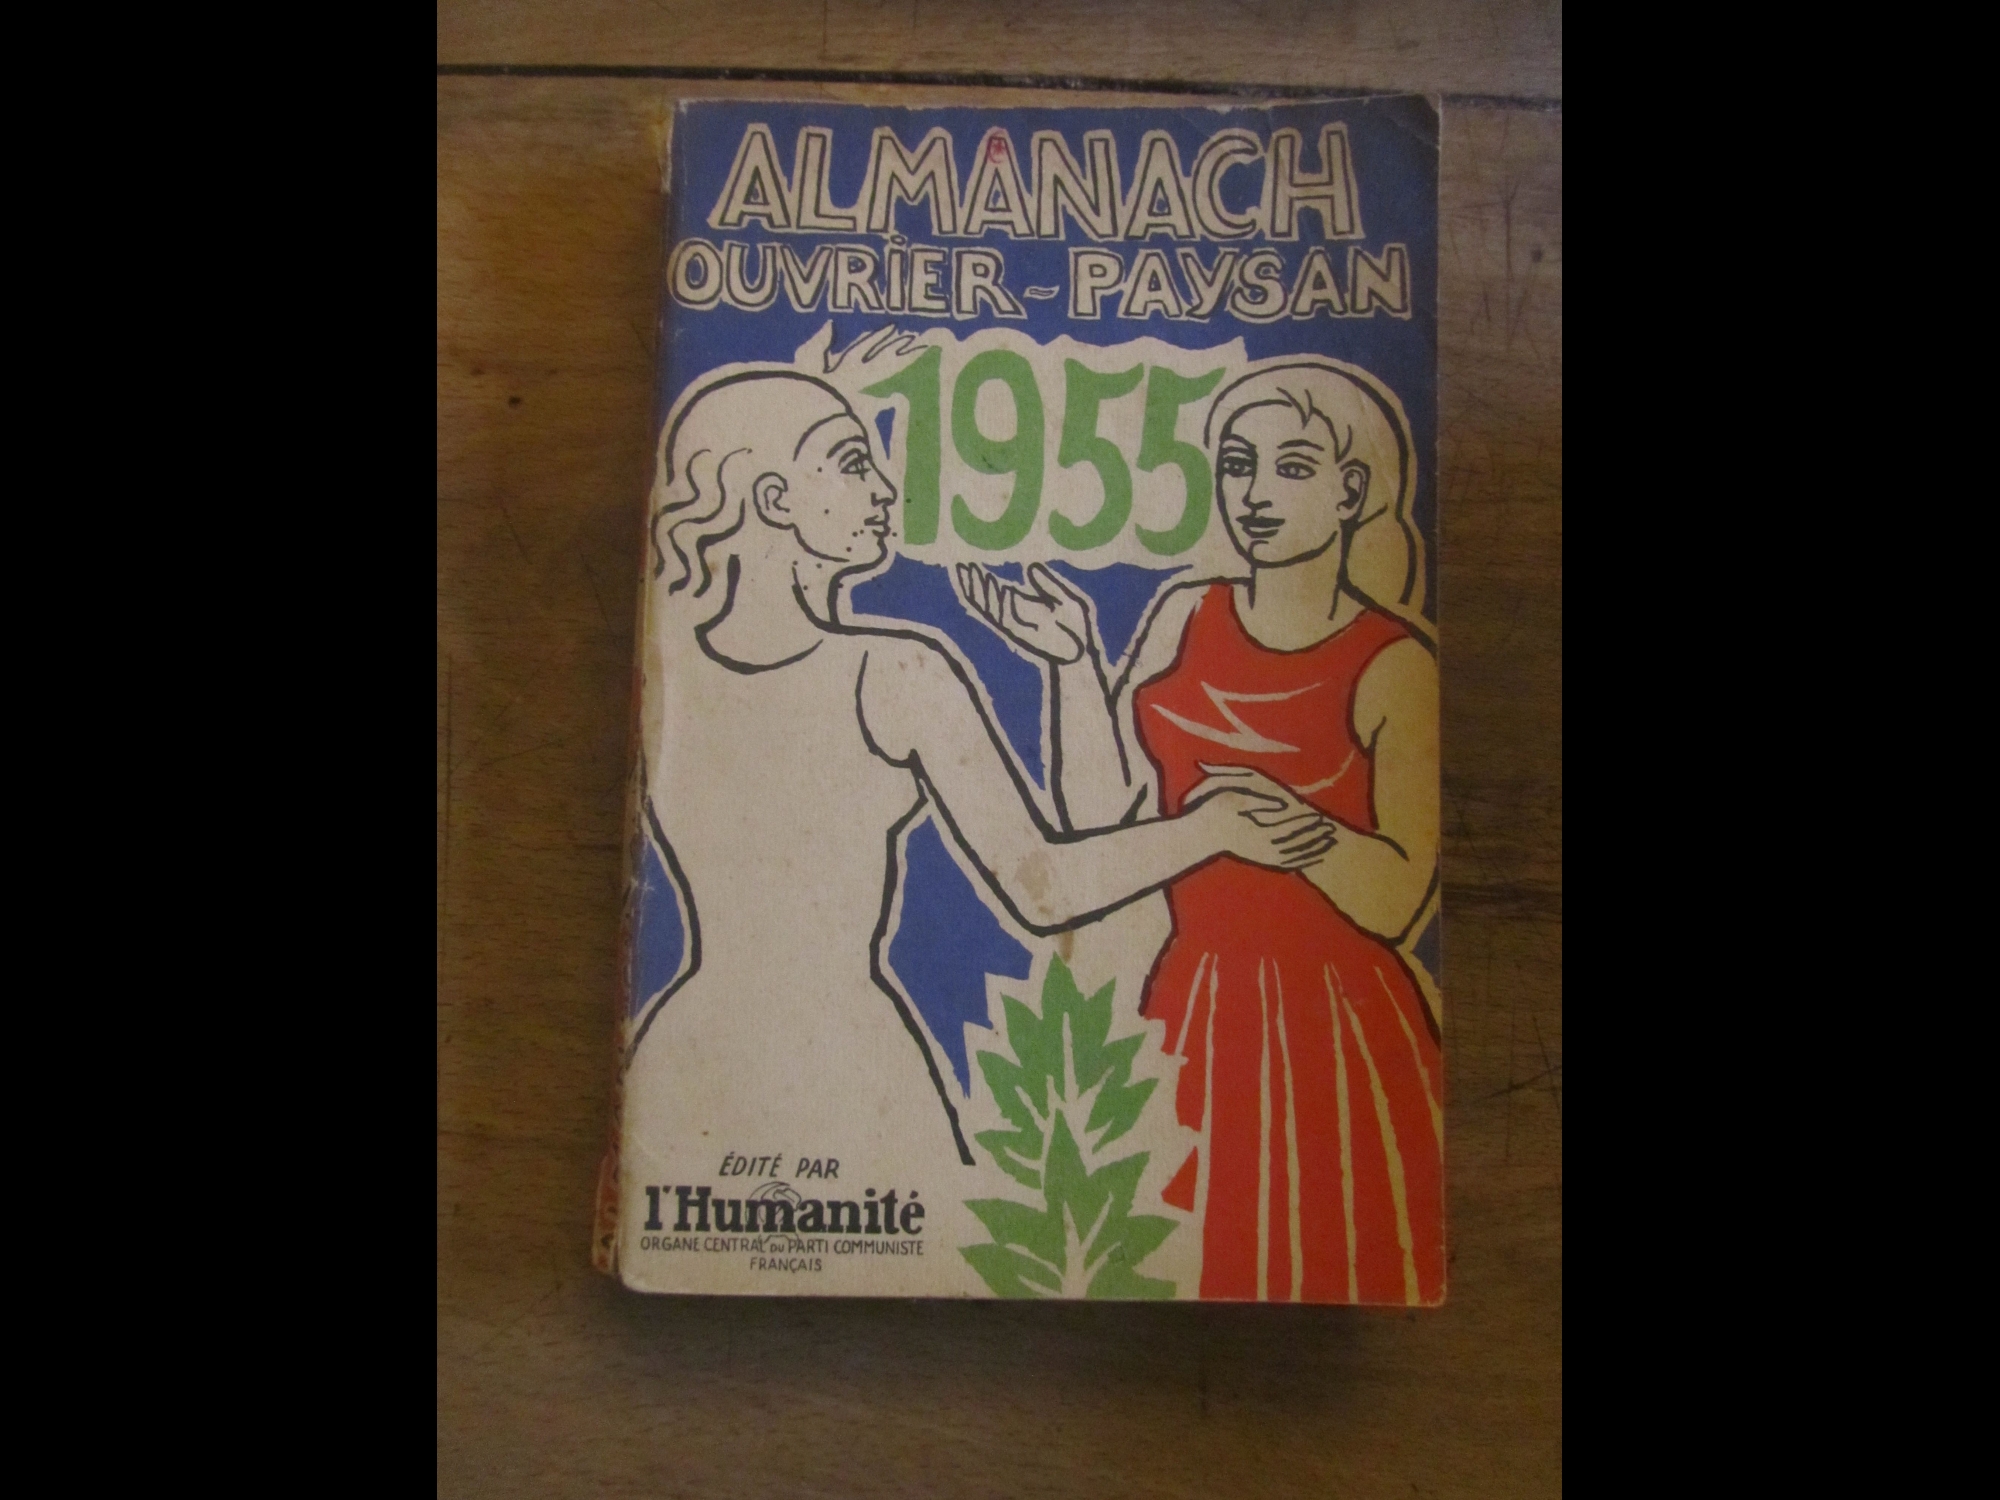 ALMANACH
OUVRiER-PAYSAN
1955
ÉDITÉ PAR
l'Humanité
ORGANE CENTRAL DU PARTI COMMUNISTE
FRANÇAIS